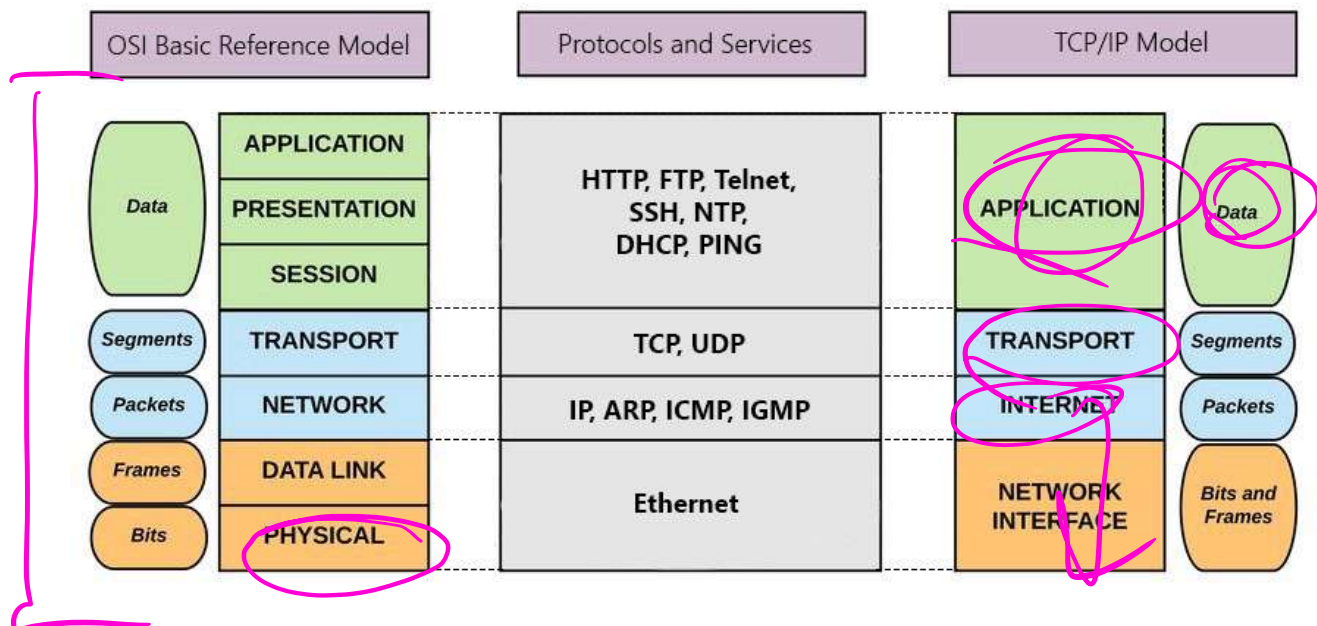 OSI Basic Reference Model
Protocols and Services
TCP/IP Model
Data
APPLICATION
PRESENTATION
SESSION
HTTP, FTP, Telnet,
SSH, NTP,
DHCP, PING
APPLICATION
Data
Segments
TRANSPORT
TCP, UDP
TRANSPORT
Segments
Packets
NETWORK
IP, ARP, ICMP, IGMP
INTERNET
Packets
Frames
DATA LINK
Bits
PHYSICAL
Ethernet
NETWORK
INTERFACE
Bits and
Frames